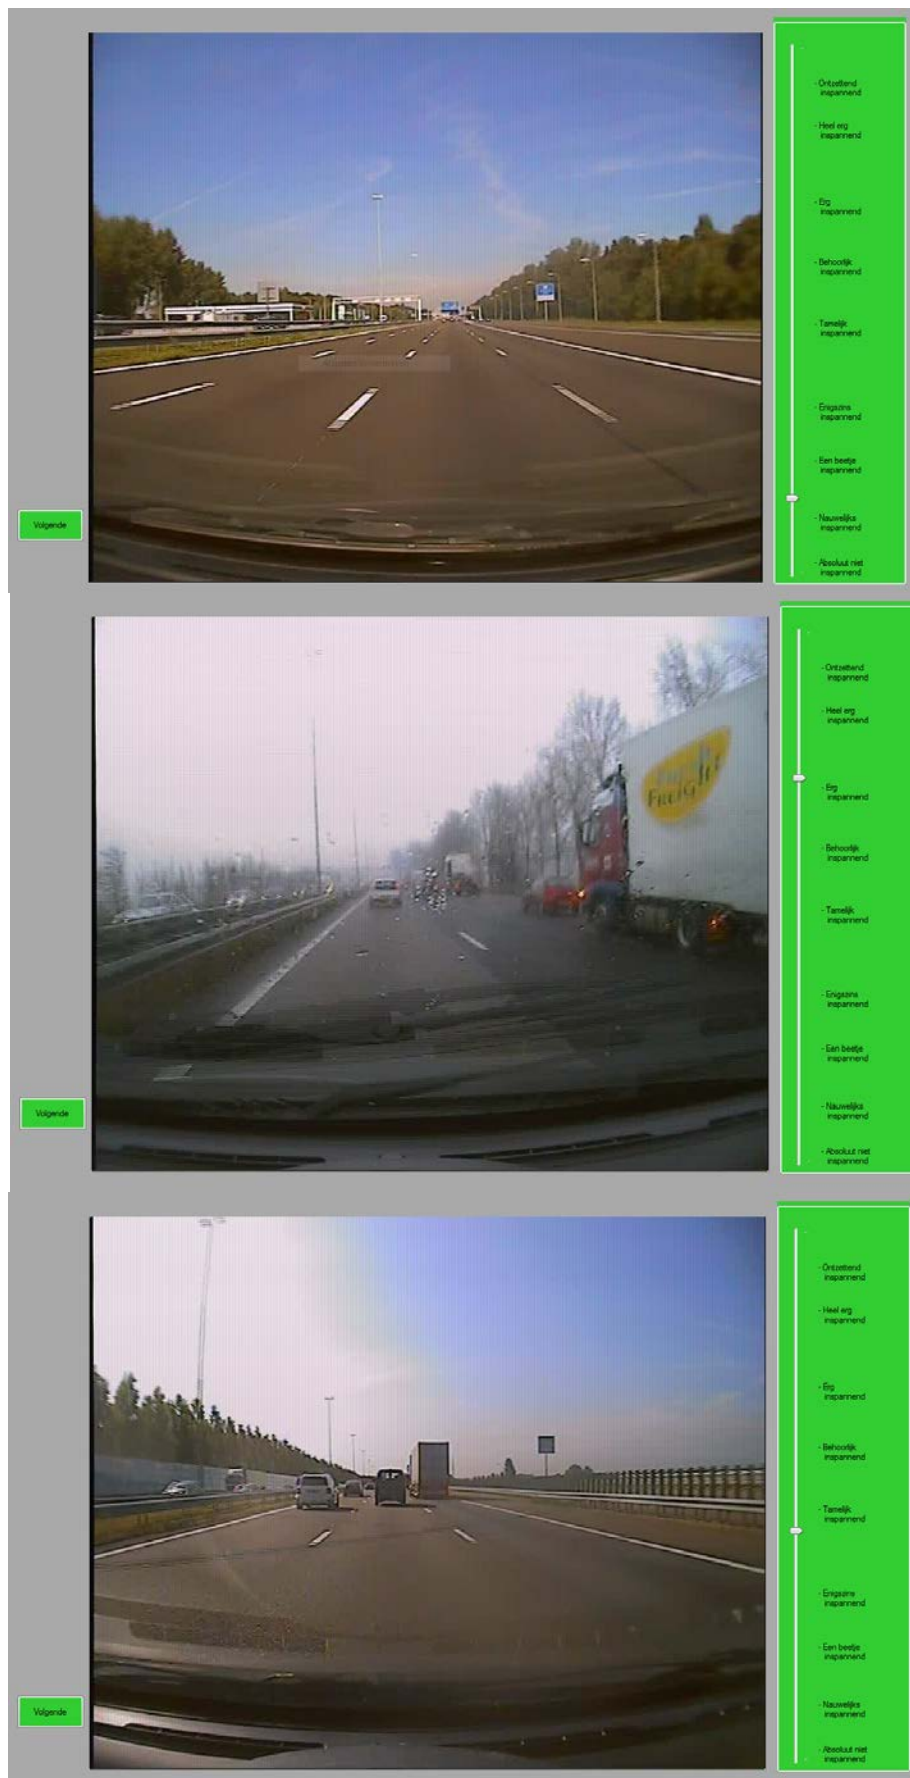 - Ontzettend
inspannend
- Heel erg
inspannend
- Erg
inspannend
- Behoorlijk
inspannend
- Tamelijk
inspannend
- Enigszins
inspannend
- Een beetje
inspannend
- Nauwelijks
inspannend
- Absoluut niet
inspannend
Volgende
FREIGHT
- Ontzettend
inspannend
- Heel erg
inspannend
- Erg
inspannend
- Behoorlijk
inspannend
- Tamelijk
inspannend
- Enigszins
inspannend
- Een beetje
inspannend
- Nauwelijks
inspannend
- Absoluut niet
inspannend
Volgende
- Ontzettend
inspannend
- Heel erg
inspannend
- Erg
inspannend
- Behoorlijk
inspannend
- Tamelijk
inspannend
- Enigszins
inspannend
- Een beetje
inspannend
- Nauwelijks
inspannend
- Absoluut niet
inspannend
Volgende